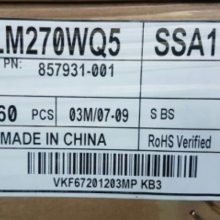 LM270WQ5 SSA1
PN: 857931-001
60 PCS 03M/07-09 S BS
MADE IN CHINA RoHS Verified
VKF67201203MP KB3